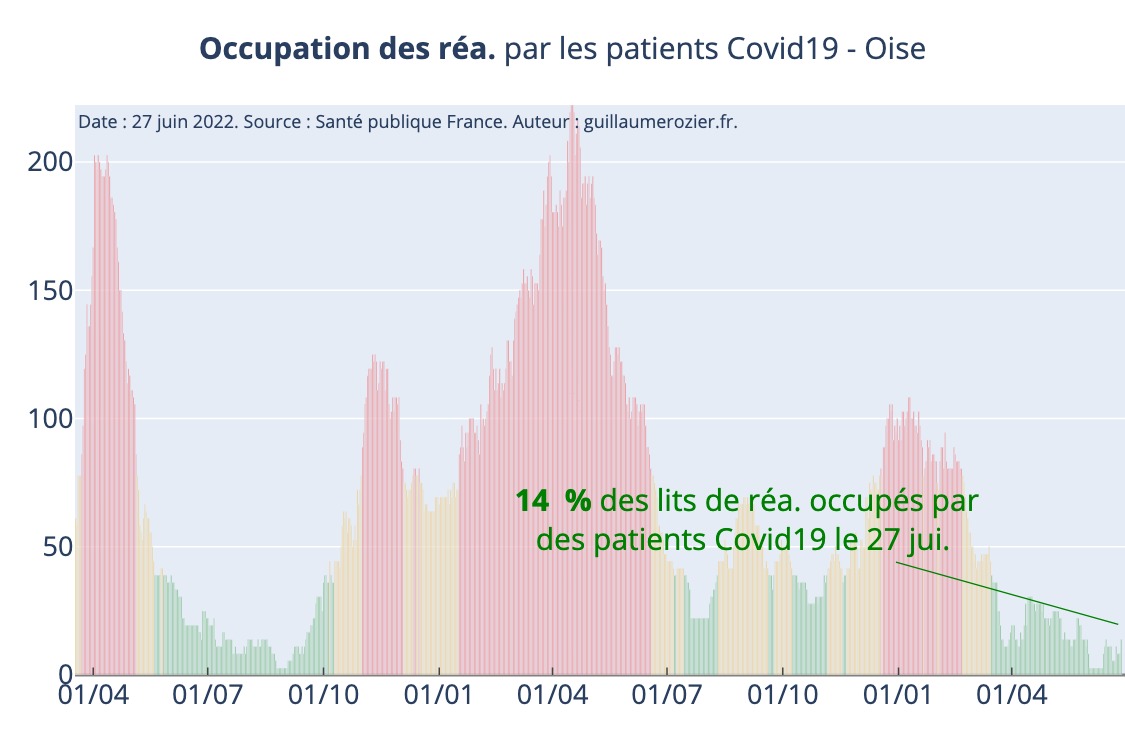 Occupation des réa. par les patients Covid19 - Oise
Date : 27 juin 2022. Source : Santé publique France. Auteur : guillaumerozier.fr.
200
150
100
50
0
14 % des lits de réa. occupés par
des patients Covid19 le 27 jui.
01/04 01/07 01/10 01/01 01/04 01/07 01/10 01/01 01/04